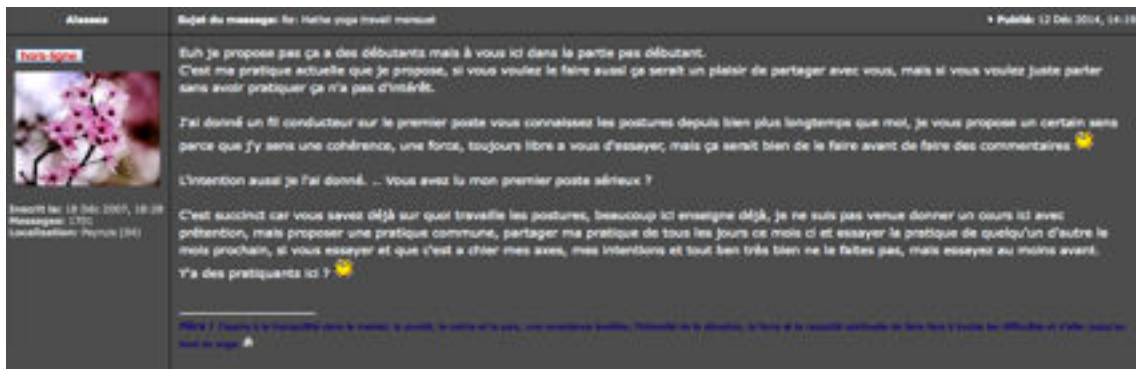 Sujet du message: Re: Hatha yoga travail mensuel
Publié: 12 Déc 2014,
hors-ligne
Euh je propose pas ça a des débutants mais à vous ici dans la partie pas débutant.
C'est ma pratique actuelle que je propose, si vous voulez le faire aussi ça serait un plaisir de partager avec vous, mais si vous voulez juste parler
sans avoir pratiquer ça n'a pas d'intérêt.
J'ai donné un fil conducteur sur le premier poste vous connaissez les postures depuis bien plus longtemps que moi, je vous propose un certain sens
parce que j'y sens une cohérence, une force, toujours libre a vous d'essayer, mais ça serait bien de le faire avant de faire des commentaires
L'intention aussi je l'ai donné. ... Vous avez lu mon premier poste sérieux ?
Inscrit le: 18 Déc 2007, 18:28
Messages: 1701
Localisation:
C'est succinct car vous savez déjà sur quoi travaille les postures, beaucoup ici enseigne déjà, je ne suis pas venue donner un cours ici avec
prétention, mais proposer une pratique commune, partager ma pratique de tous les jours ce mois ci et essayer la pratique de quelqu'un d'autre le
mois prochain, si vous essayer et que c'est a chier mes axes, mes intentions et tout ben très bien ne le faites pas, mais essayez au moins avant.
Y'a des pratiquants ici ?